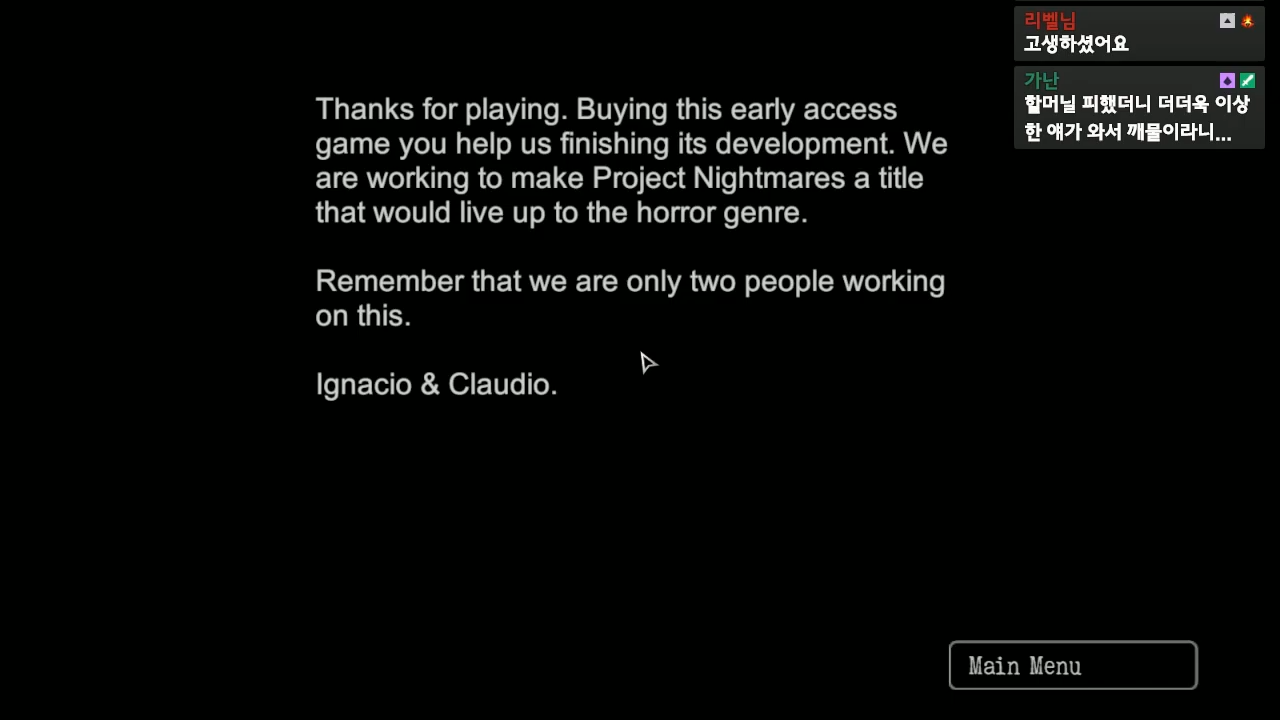 리벨님
고생하셨어요
가난
할머닐 피했더니 더더욱 이상
한 얘가 와서 깨물이라니...
Thanks for playing. Buying this early access
game you help us finishing its development. We
are working to make Project Nightmares a title
that would live up to the horror genre.
Remember that we are only two people working
on this.
Ignacio & Claudio.
Main Menu